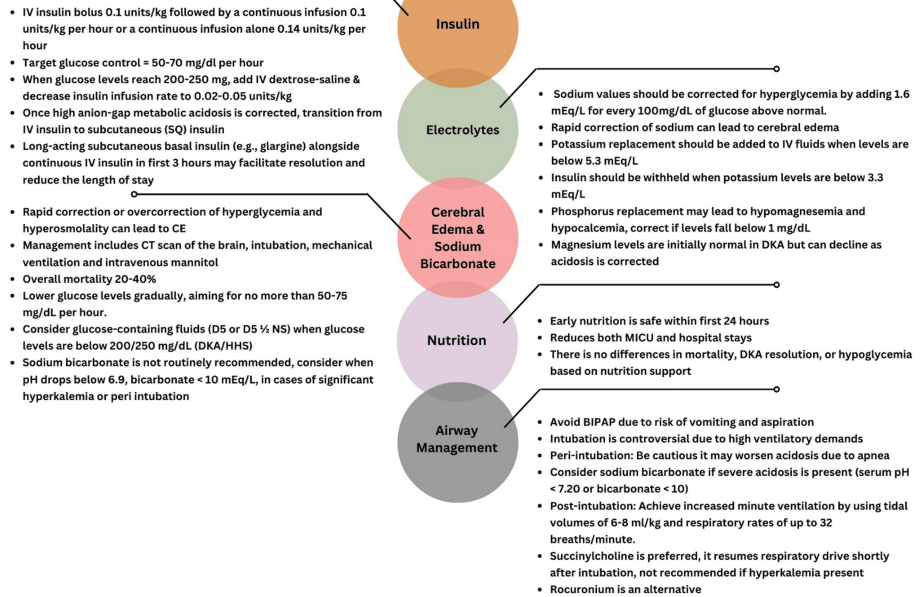 Insulin
• IV insulin bolus 0.1 units/kg followed by a continuous infusion 0.1
units/kg per hour or a continuous infusion alone 0.14 units/kg per
hour
• Target glucose control = 50-70 mg/dl per hour
• When glucose levels reach 200-250 mg, add IV dextrose-saline &
decrease insulin infusion rate to 0.02-0.05 units/kg
• Once high anion-gap metabolic acidosis is corrected, transition from
IV insulin to subcutaneous (SQ) insulin
• Long-acting subcutaneous basal insulin (e.g., glargine) alongside
continuous IV insulin in first 3 hours may facilitate resolution and
reduce the length of stay
Electrolytes
• Sodium values should be corrected for hyperglycemia by adding 1.6
mEq/L for every 100mg/dL of glucose above normal.
• Rapid correction of sodium can lead to cerebral edema
• Potassium replacement should be added to IV fluids when levels are
below 5.3 mEq/L
• Insulin should be withheld when potassium levels are below 3.3
mEq/L
• Phosphorus replacement may lead to hypomagnesemia and
hypocalcemia, correct if levels fall below 1 mg/dL
• Magnesium levels are initially normal in DKA but can decline as
acidosis is corrected
Cerebral
Edema &
Sodium
Bicarbonate
• Rapid correction or overcorrection of hyperglycemia and
hyperosmolality can lead to CE
• Management includes CT scan of the brain, intubation, mechanical
ventilation and intravenous mannitol
• Overall mortality 20-40%
• Lower glucose levels gradually, aiming for no more than 50-75
mg/dL per hour.
• Consider glucose-containing fluids (D5 or D5 ½ NS) when glucose
levels are below 200/250 mg/dL (DKA/HHS)
• Sodium bicarbonate is not routinely recommended, consider when
pH drops below 6.9, bicarbonate < 10 mEq/L, in cases of significant
hyperkalemia or peri intubation
Nutrition
• Early nutrition is safe within first 24 hours
• Reduces both MICU and hospital stays
• There is no differences in mortality, DKA resolution, or hypoglycemia
based on nutrition support
Airway
Management
• Avoid BIPAP due to risk of vomiting and aspiration
• Intubation is controversial due to high ventilatory demands
• Peri-intubation: Be cautious it may worsen acidosis due to apnea
• Consider sodium bicarbonate if severe acidosis is present (serum pH
< 7.20 or bicarbonate < 10)
• Post-intubation: Achieve increased minute ventilation by using tidal
volumes of 6-8 ml/kg and respiratory rates of up to 32
breaths/minute.
• Succinylcholine is preferred, it resumes respiratory drive shortly
after intubation, not recommended if hyperkalemia present
• Rocuronium is an alternative